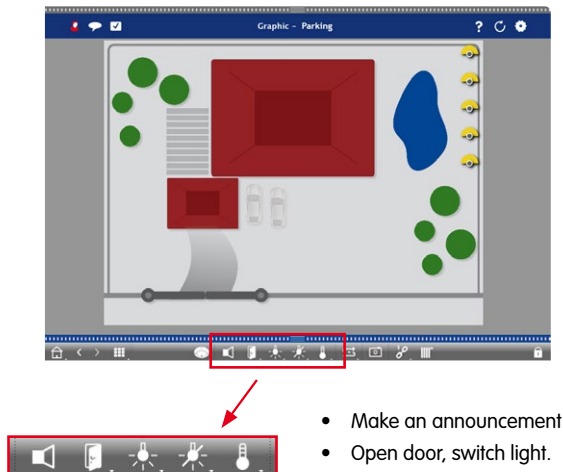 Graphic - Parking
?
• Make an announcement
• Open door, switch light.